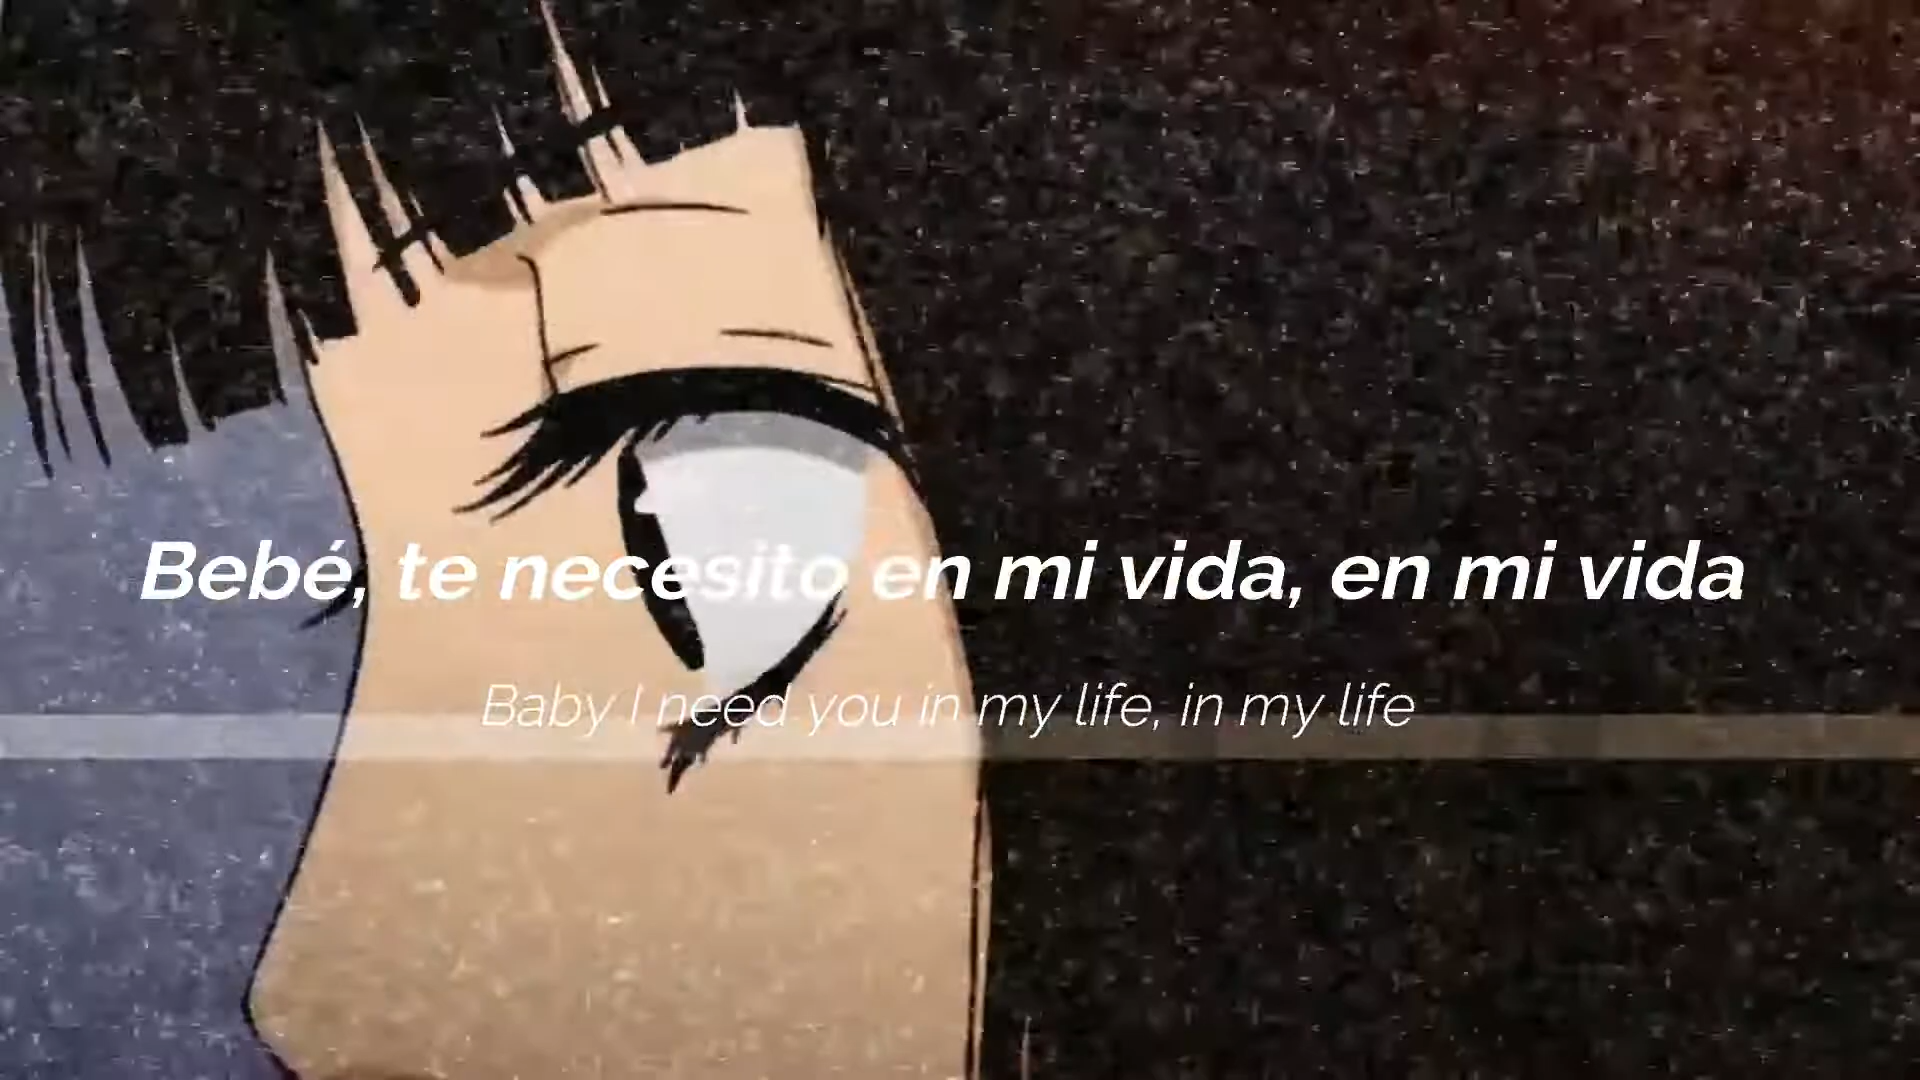 Bebé, te necesito en mi vida, en mi vida
Baby I need you in my life, in my life